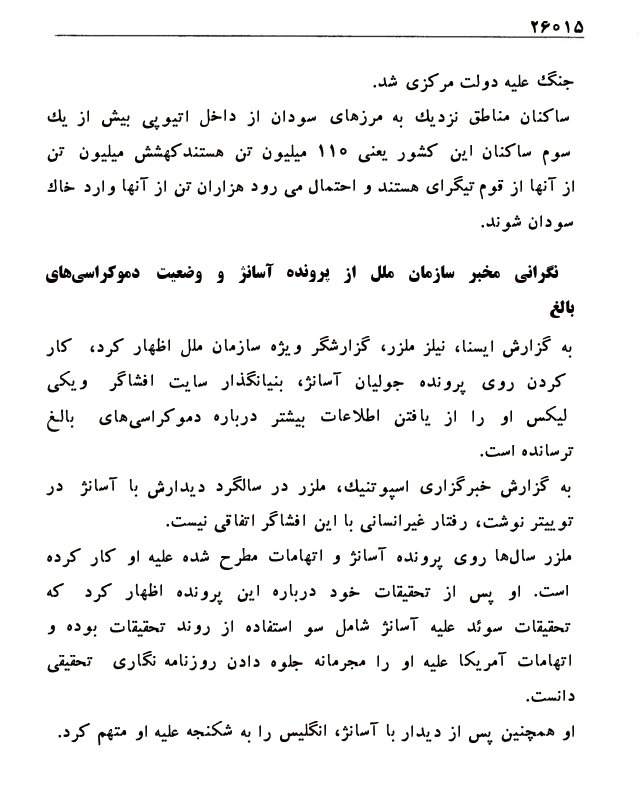 ۲۶۰۱۵
جنگ علیه دولت مرکزی شد.
ساکنان مناطق نزدیک به مرزهای سودان از داخل اتیوپی بیش از یک
سوم ساکنان این کشور یعنی ۱۱۰ میلیون تن هستندکهشش میلیون تن
از آنها از قوم تیگرای هستند و احتمال می رود هزاران تن از آنها وارد خاک
سودان شوند.
نگرانی مخبر سازمان ملل از پرونده آسانژ و وضعیت دموکراسی‌های
بالغ
به گزارش ایسنا، نیلز ملزر، گزارشگر ویژه سازمان ملل اظهار کرد، کار
کردن روی پرونده جولیان آسانژ، بنیانگذار سایت افشاگر ویکی
لیکس او را از یافتن اطلاعات بیشتر درباره دموکراسی‌های بالغ
ترسانده است.
به گزارش خبرگزاری اسپوتنیک، ملزر در سالگرد دیدارش با آسانژ در
توییتر نوشت، رفتار غیرانسانی با این افشاگر اتفاقی نیست.
ملزر سال‌ها روی پرونده آسانژ و اتهامات مطرح شده علیه او کار کرده
است. او پس از تحقیقات خود درباره این پرونده اظهار کرد که
تحقیقات سوئد علیه آسانژ شامل سو استفاده از روند تحقیقات بوده و
اتهامات آمریکا علیه او را مجرمانه جلوه دادن روزنامه نگاری تحقیقی
دانست.
او همچنین پس از دیدار با آسانژ، انگلیس را به شکنجه علیه او متهم کرد.